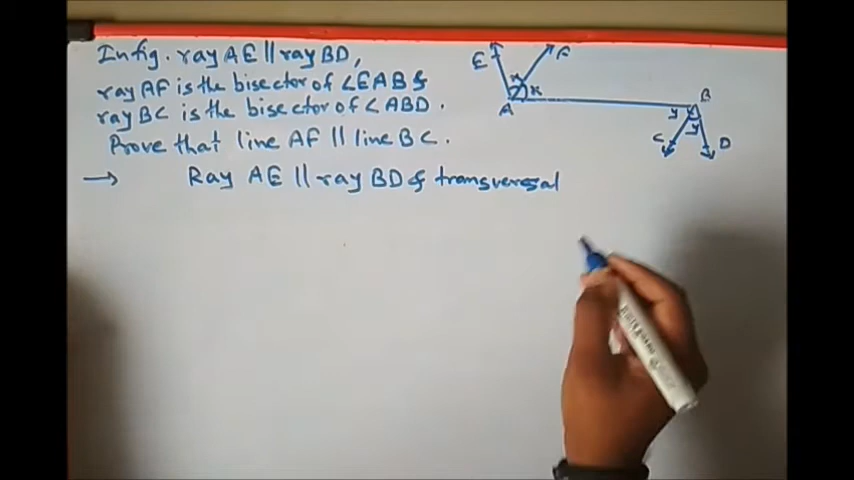 In fig. ray AE || ray BD,
ray AF is the bisector of ∠EAB &
ray BC is the bisector of ∠ABD.
Prove that line AF || line BC.
→ Ray AE || ray BD & transversal
E
F
x
x
A
B
y
y
C
D